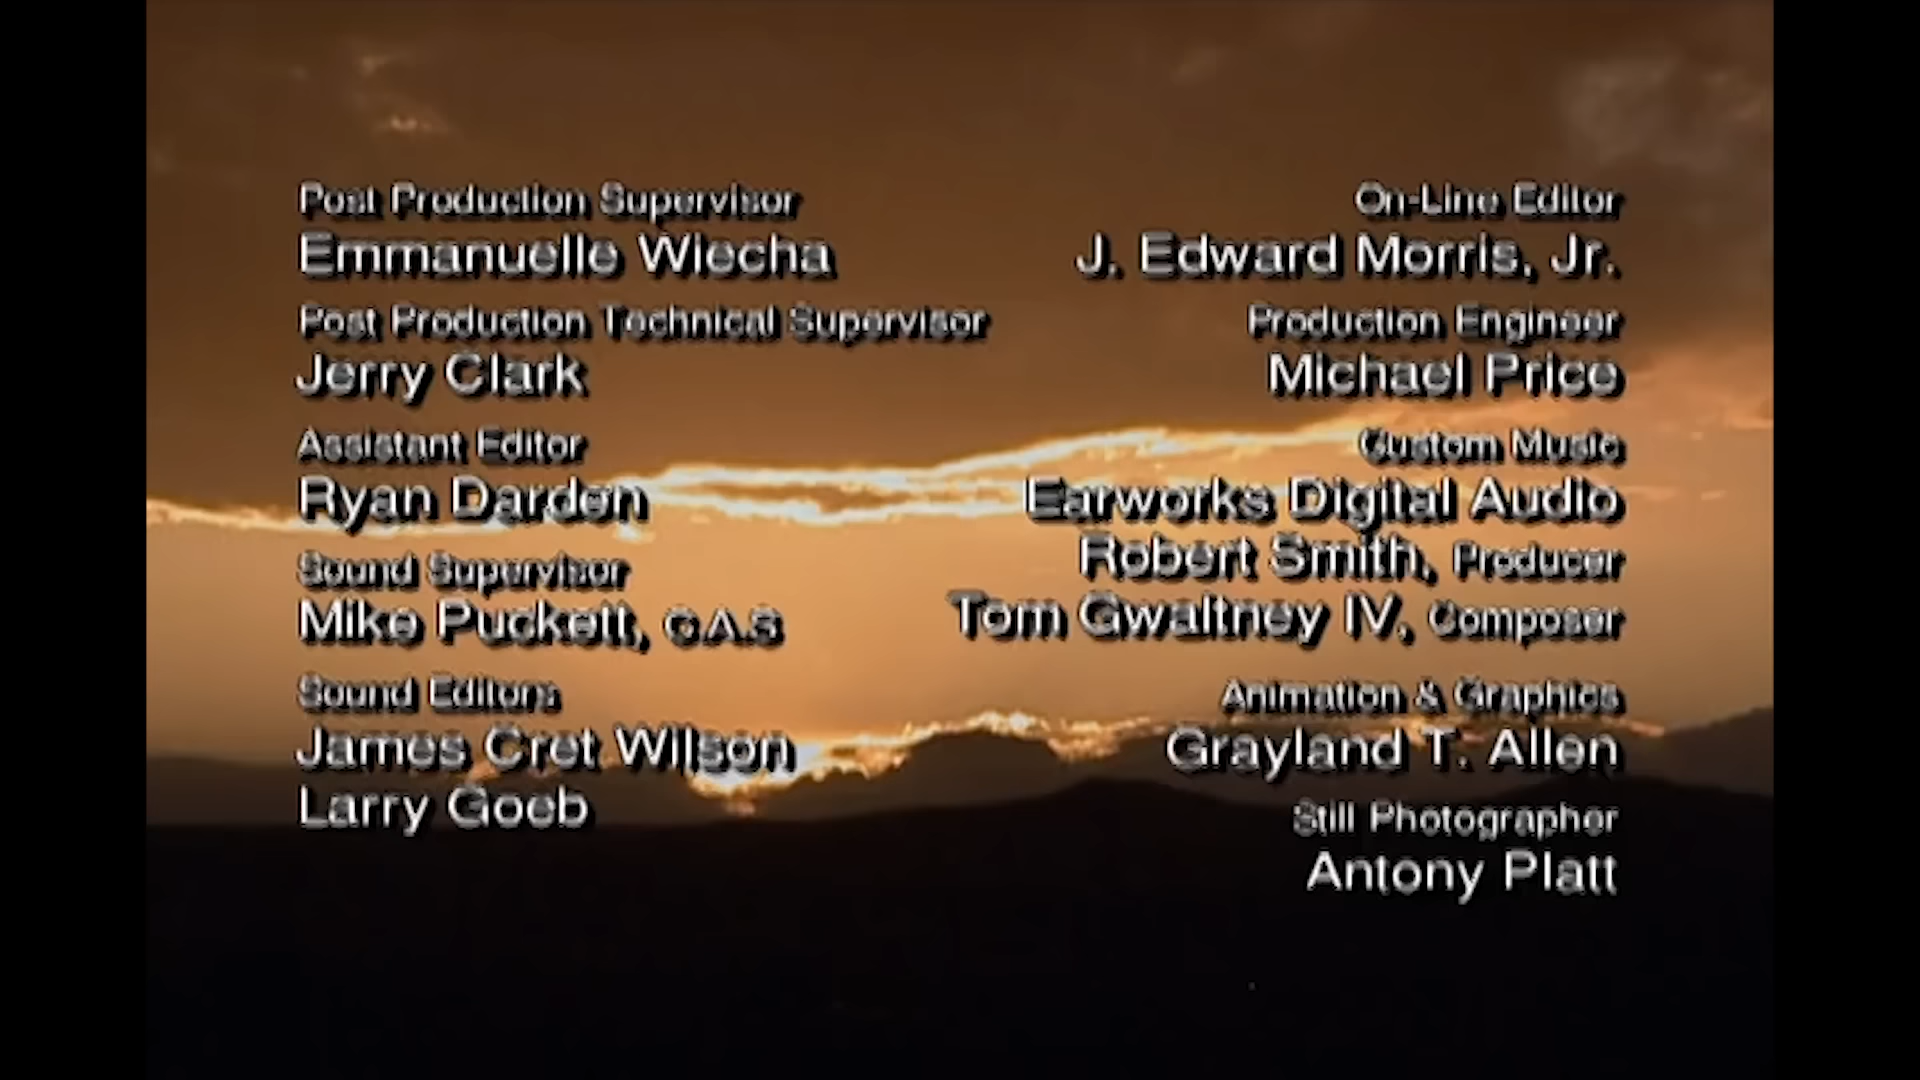 Post Production Supervisor
Emmanuelle Wiecha
Post Production Technical Supervisor
Jerry Clark
Assistant Editor
Ryan Darden
Sound Supervisor
Mike Puckett, C.A.S
Sound Editors
James Cret Wilson
Larry Goeb
On-Line Editor
J. Edward Morris, Jr.
Production Engineer
Michael Price
Custom Music
Earworks Digital Audio
Robert Smith, Producer
Tom Gwaltney IV, Composer
Animation & Graphics
Grayland T. Allen
Still Photographer
Antony Platt